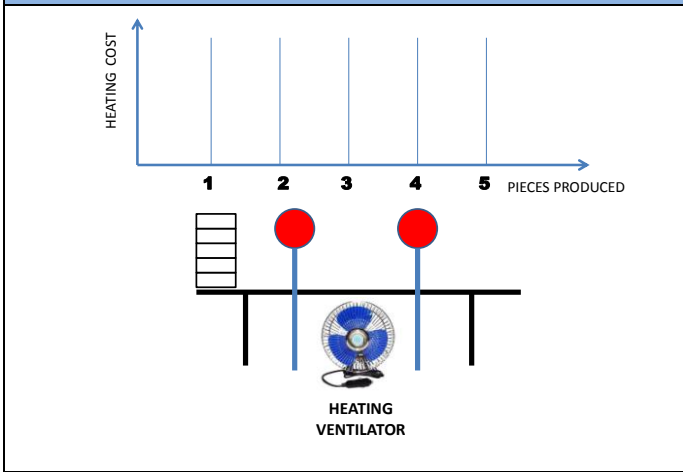 HEATING COST
1 2 3 4 5 PIECES PRODUCED
HEATING
VENTILATOR